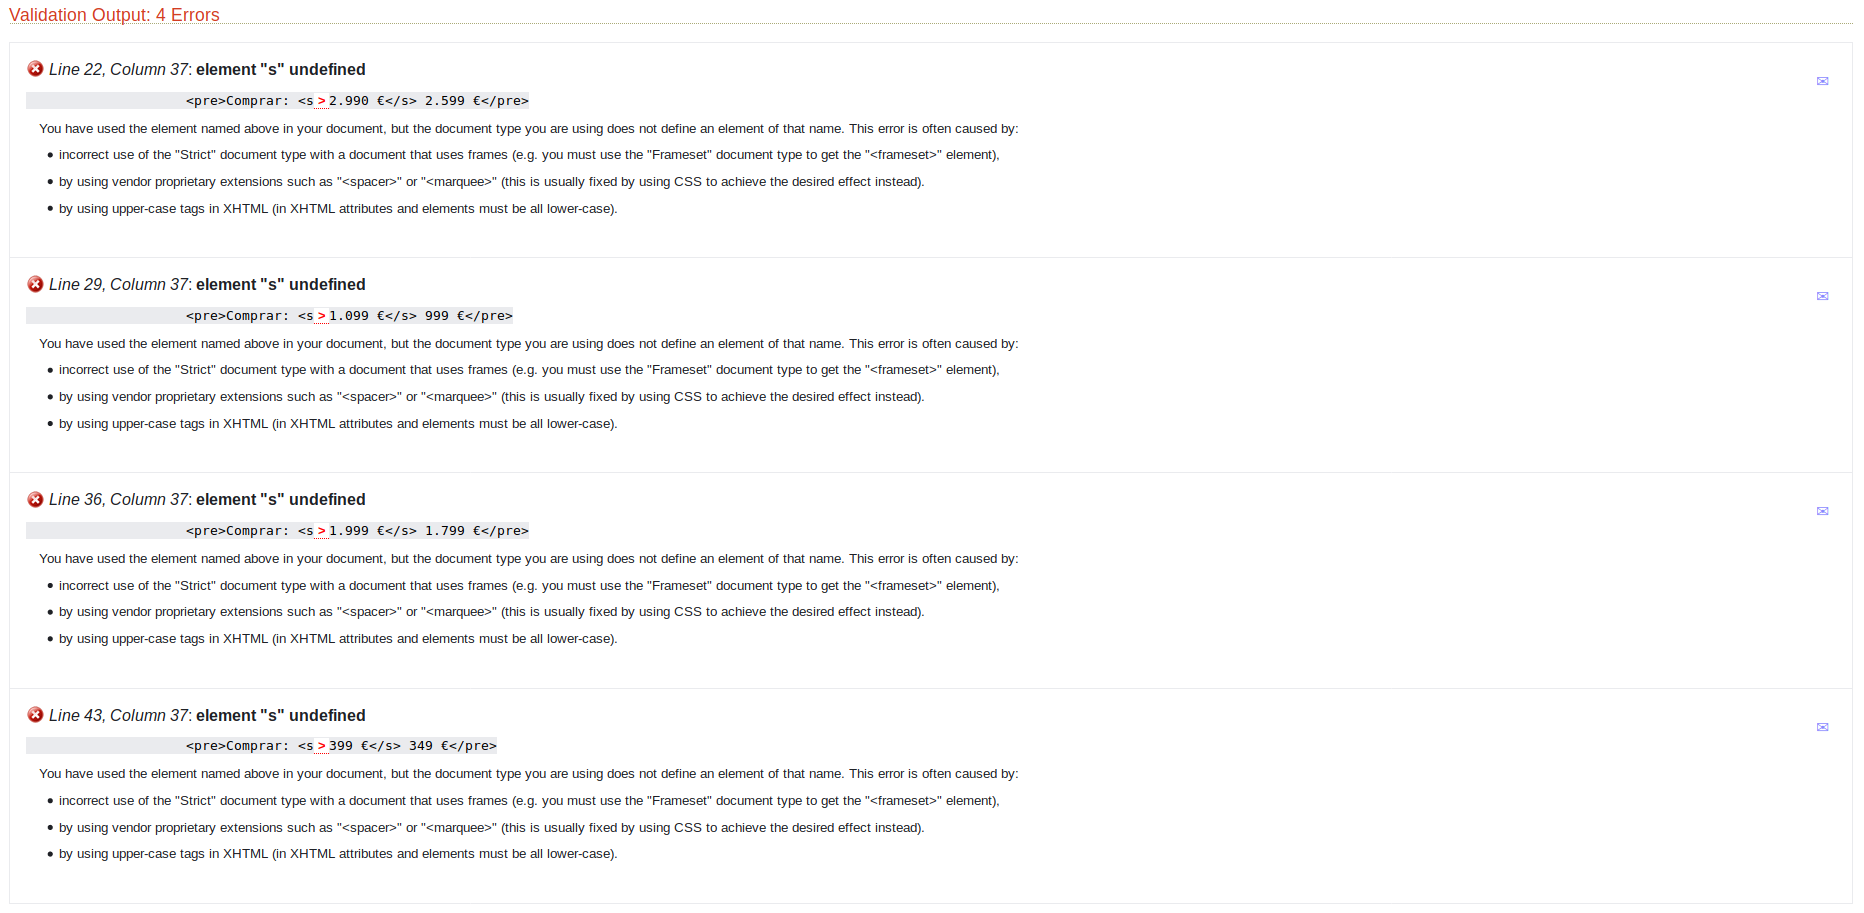 Validation Output: 4 Errors
Line 22, Column 37: element "s" undefined
<pre>Comprar: <s>2.990 €</s> 2.599 €</pre>
You have used the element named above in your document, but the document type you are using does not define an element of that name. This error is often caused by:
• incorrect use of the "Strict" document type with a document that uses frames (e.g. you must use the "Frameset" document type to get the "<frameset>" element),
• by using vendor proprietary extensions such as "<spacer>" or "<marquee>" (this is usually fixed by using CSS to achieve the desired effect instead).
• by using upper-case tags in XHTML (in XHTML attributes and elements must be all lower-case).
Line 29, Column 37: element "s" undefined
<pre>Comprar: <s>1.099 €</s> 999 €</pre>
You have used the element named above in your document, but the document type you are using does not define an element of that name. This error is often caused by:
• incorrect use of the "Strict" document type with a document that uses frames (e.g. you must use the "Frameset" document type to get the "<frameset>" element),
• by using vendor proprietary extensions such as "<spacer>" or "<marquee>" (this is usually fixed by using CSS to achieve the desired effect instead).
• by using upper-case tags in XHTML (in XHTML attributes and elements must be all lower-case).
Line 36, Column 37: element "s" undefined
<pre>Comprar: <s>1.999 €</s> 1.799 €</pre>
You have used the element named above in your document, but the document type you are using does not define an element of that name. This error is often caused by:
• incorrect use of the "Strict" document type with a document that uses frames (e.g. you must use the "Frameset" document type to get the "<frameset>" element),
• by using vendor proprietary extensions such as "<spacer>" or "<marquee>" (this is usually fixed by using CSS to achieve the desired effect instead).
• by using upper-case tags in XHTML (in XHTML attributes and elements must be all lower-case).
Line 43, Column 37: element "s" undefined
<pre>Comprar: <s>399 €</s> 349 €</pre>
You have used the element named above in your document, but the document type you are using does not define an element of that name. This error is often caused by:
• incorrect use of the "Strict" document type with a document that uses frames (e.g. you must use the "Frameset" document type to get the "<frameset>" element),
• by using vendor proprietary extensions such as "<spacer>" or "<marquee>" (this is usually fixed by using CSS to achieve the desired effect instead).
• by using upper-case tags in XHTML (in XHTML attributes and elements must be all lower-case).